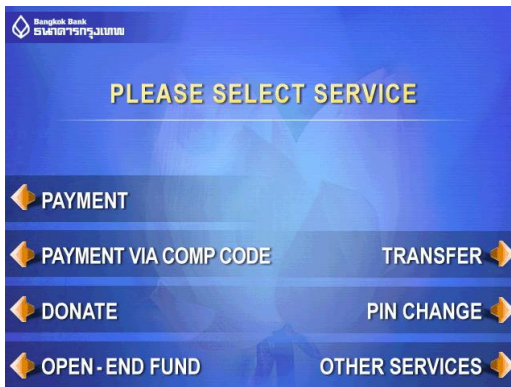 Bangkok Bank
ธนาคารกรุงเทพ
PLEASE SELECT SERVICE
PAYMENT
PAYMENT VIA COMP CODE
TRANSFER
DONATE
PIN CHANGE
OPEN-END FUND
OTHER SERVICES